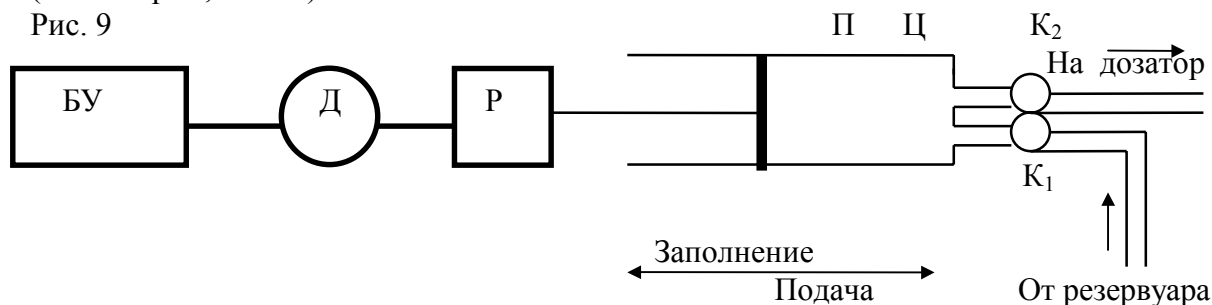 Рис. 9
П Ц К₂
На дозатор
БУ Д Р
К₁
Заполнение
Подача
От резервуара